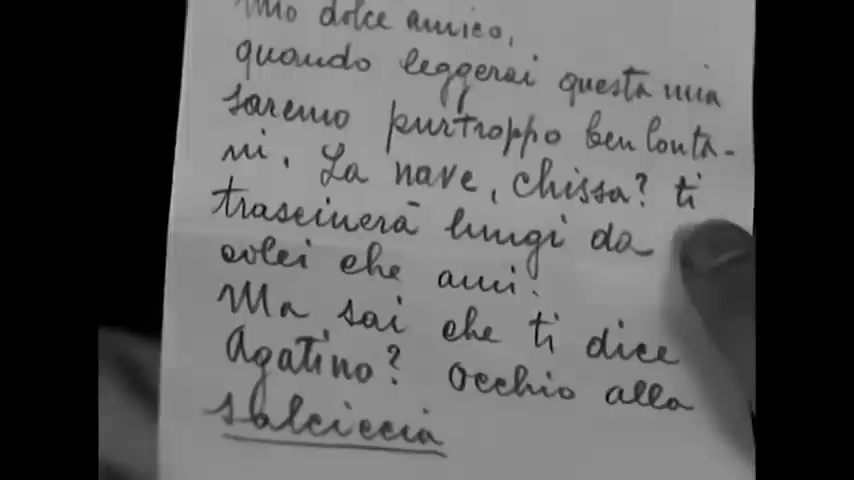 Mio dolce amico,
quando leggerai questa mia
saremo purtroppo ben lonta-
ni. La nave, chissa? ti
trascinerà lungi da
colei che ami.
Ma sai che ti dice
Agatino? Occhio alla
salciccia